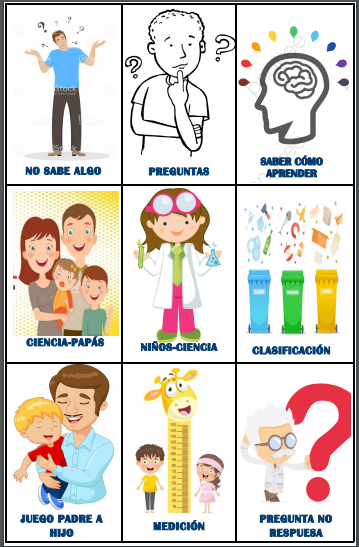 NO SABE ALGO
PREGUNTAS
SABER CÓMO
APRENDER
CIENCIA-PAPÁS
NIÑOS-CIENCIA
CLASIFICACIÓN
JUEGO PADRE A
HIJO
MEDICIÓN
PREGUNTA NO
RESPUESA